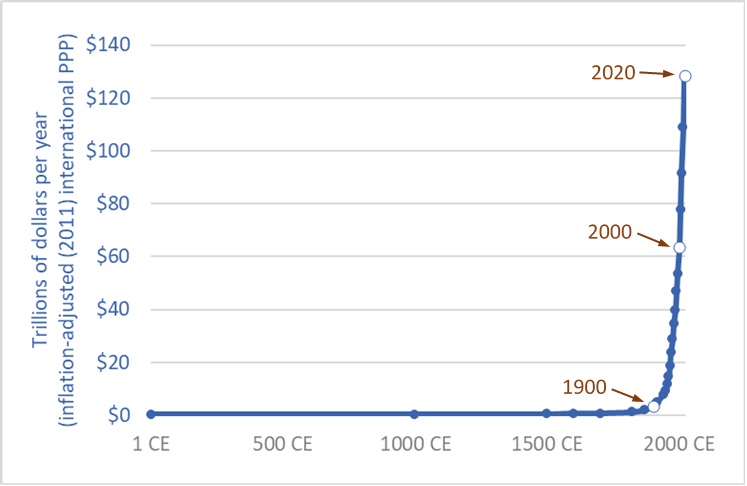 Trillions of dollars per year
(inflation-adjusted (2011) international PPP)
$140
$120
$100
$80
$60
$40
$20
$0
2020
2000
1900
1 CE
500 CE
1000 CE
1500 CE
2000 CE